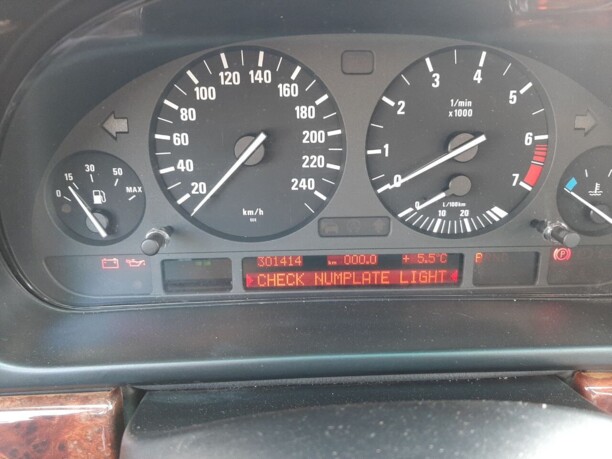 120 140
100 160
80 180
60 200
40 220
20 240
km/h
3 4
2 5
1 6
0 7
1/min
x1000
0 15 30 50 MAX
0 10 20
L/100km
301414 km 000.0 + 5.5°C
CHECK NUMPLATE LIGHT
P
(P)